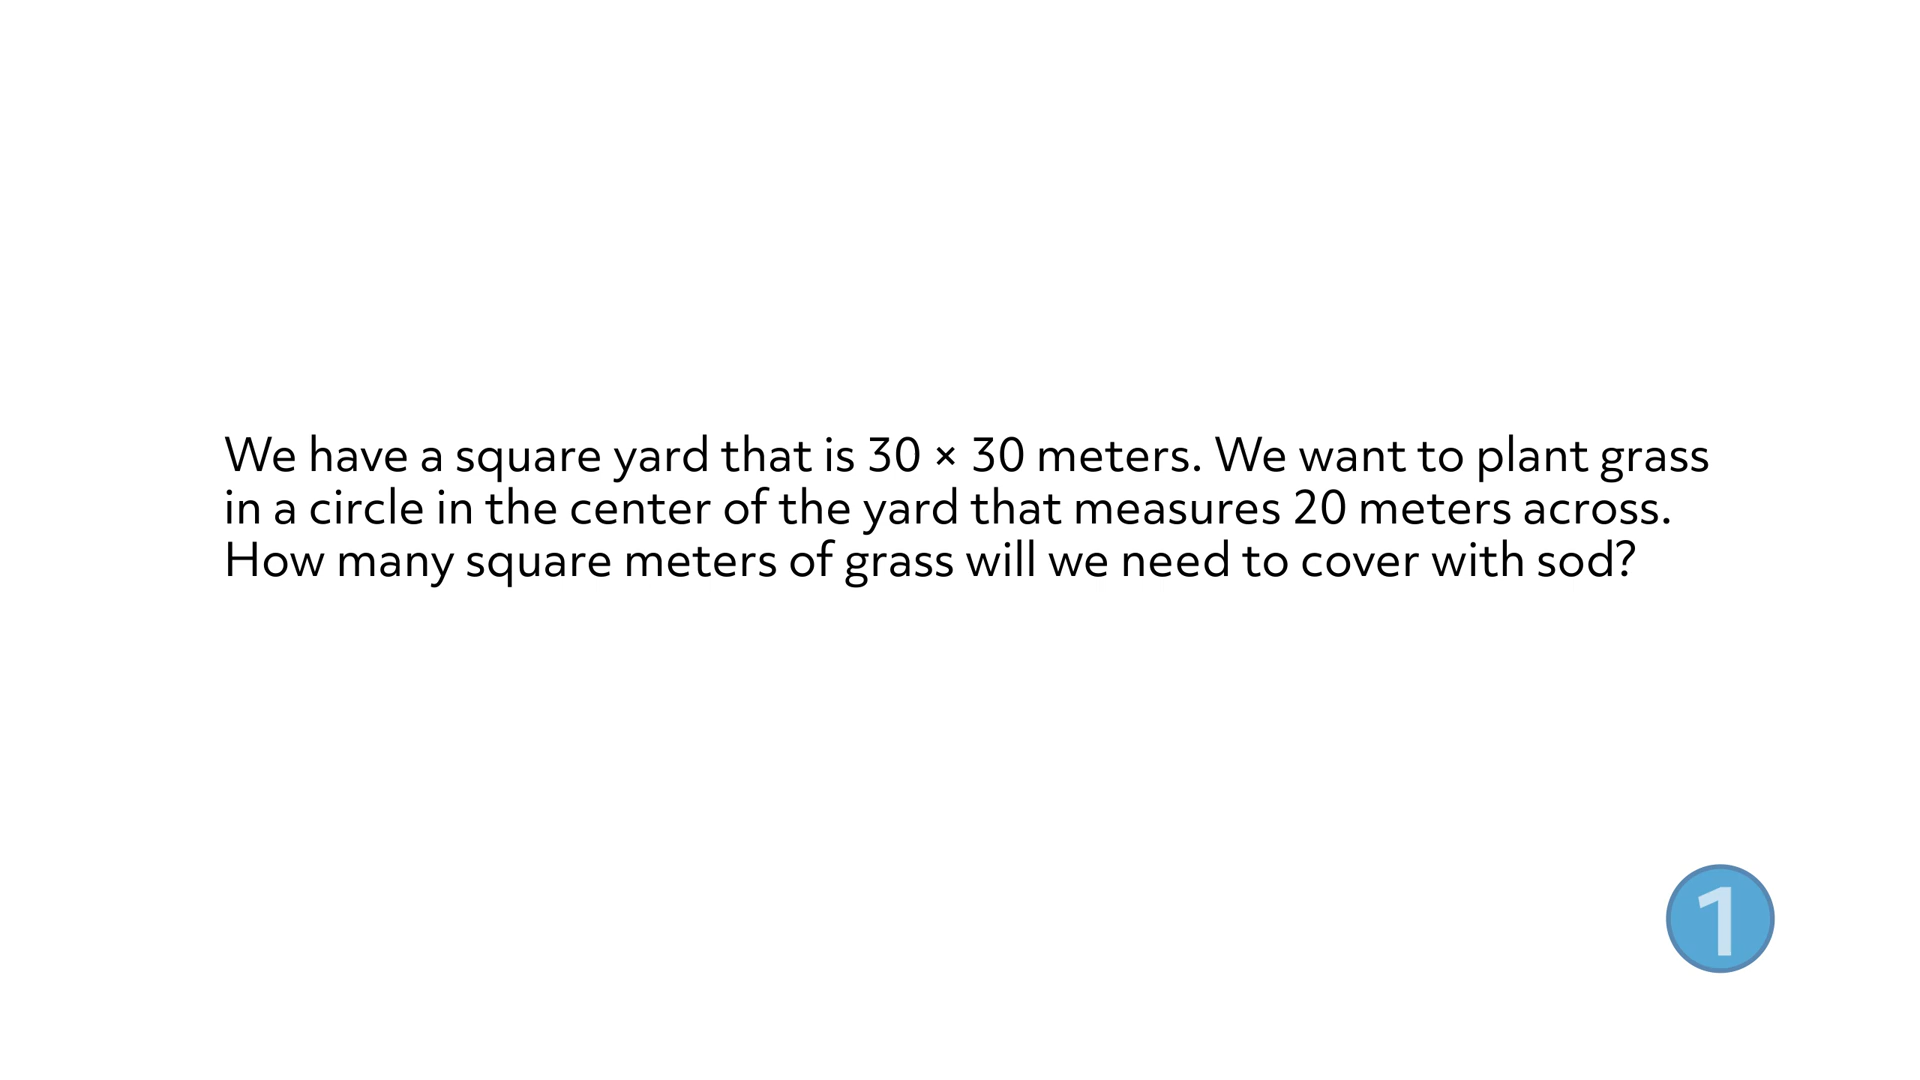 We have a square yard that is 30 × 30 meters. We want to plant grass
in a circle in the center of the yard that measures 20 meters across.
How many square meters of grass will we need to cover with sod?
1